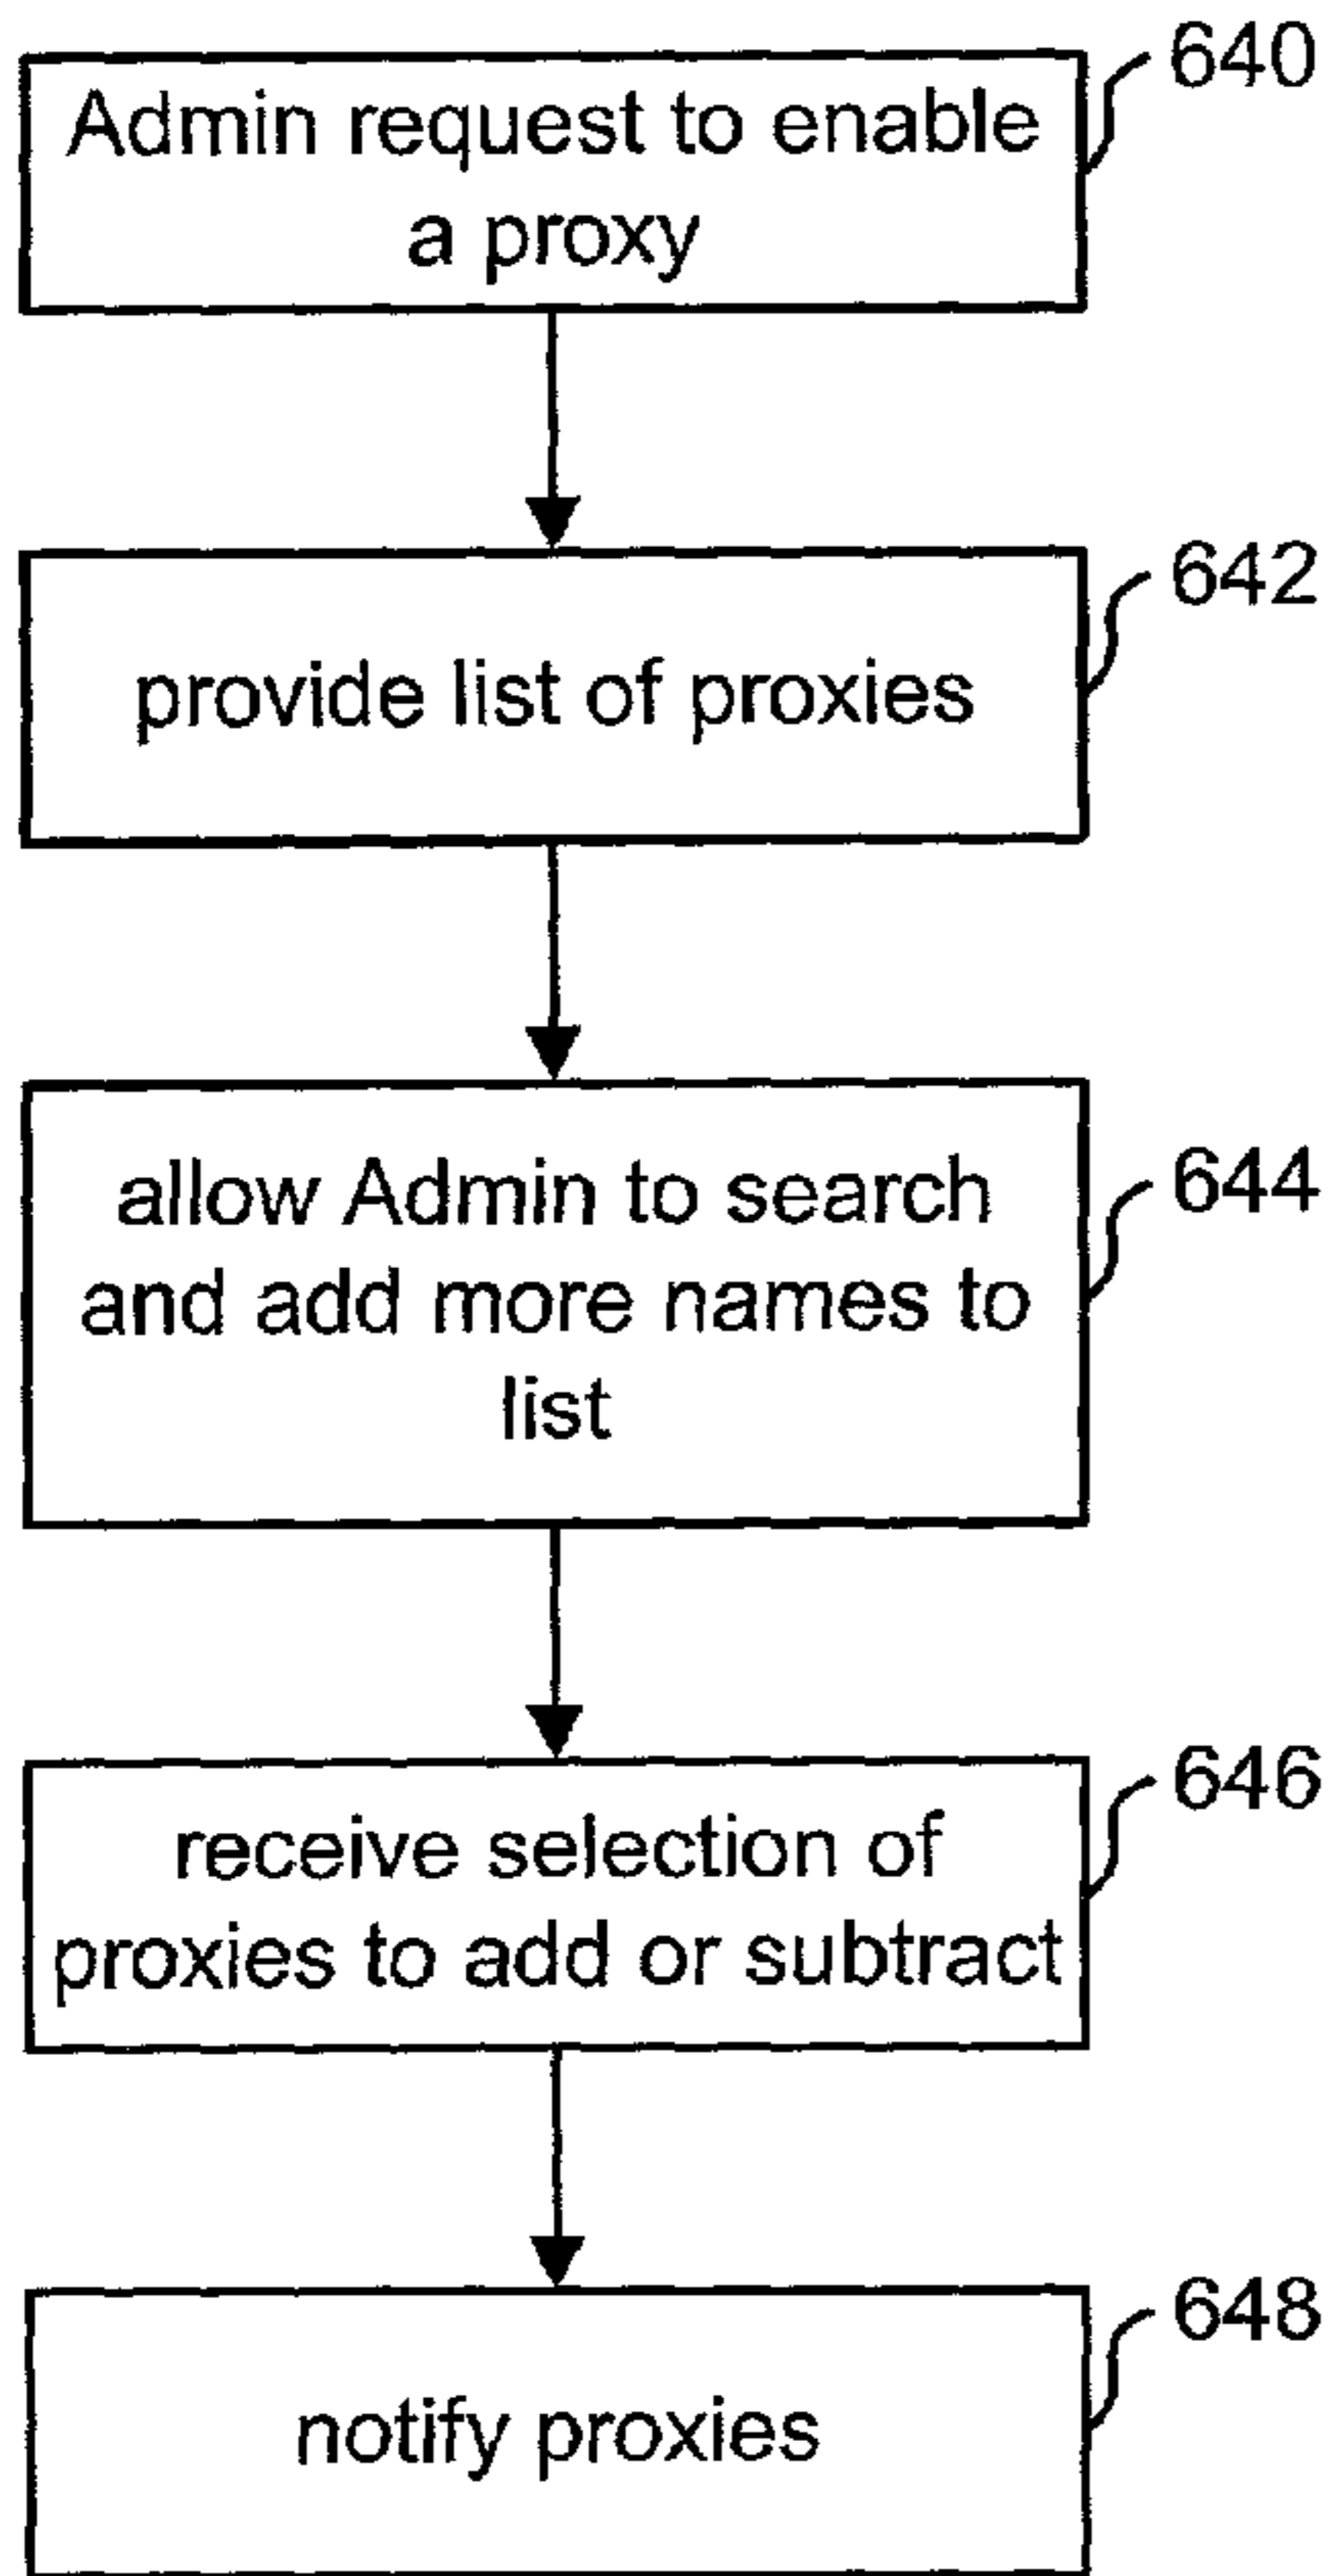 640
Admin request to enable
a proxy
642
provide list of proxies
644
allow Admin to search
and add more names to
list
646
receive selection of
proxies to add or subtract
648
notify proxies